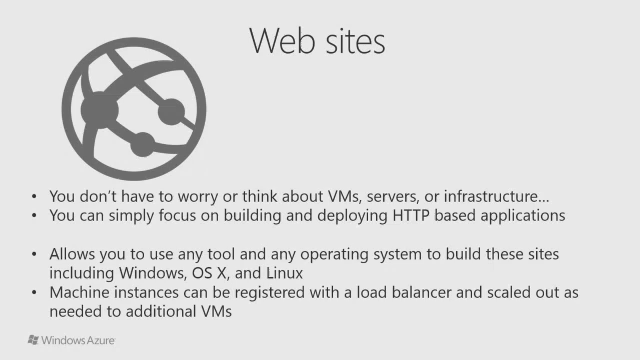 Web sites
• You don't have to worry or think about VMs, servers, or infrastructure...
• You can simply focus on building and deploying HTTP based applications
• Allows you to use any tool and any operating system to build these sites
including Windows, OS X, and Linux
• Machine instances can be registered with a load balancer and scaled out as
needed to additional VMs
Windows Azure